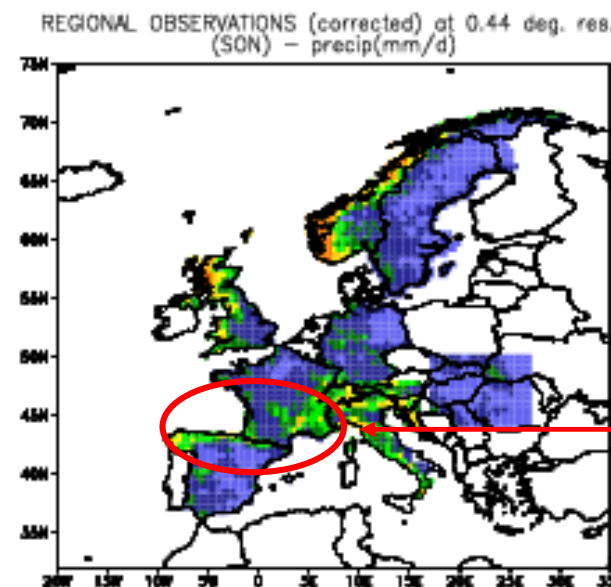 REGIONAL OBSERVATIONS (corrected) at 0.44 deg. res.
(SON) – precip(mm/d)
75N
70N
65N
60N
55N
50N
45N
40N
35N
20W 15W 10W 5W 0 5E 10E 15E 20E 25E 30E